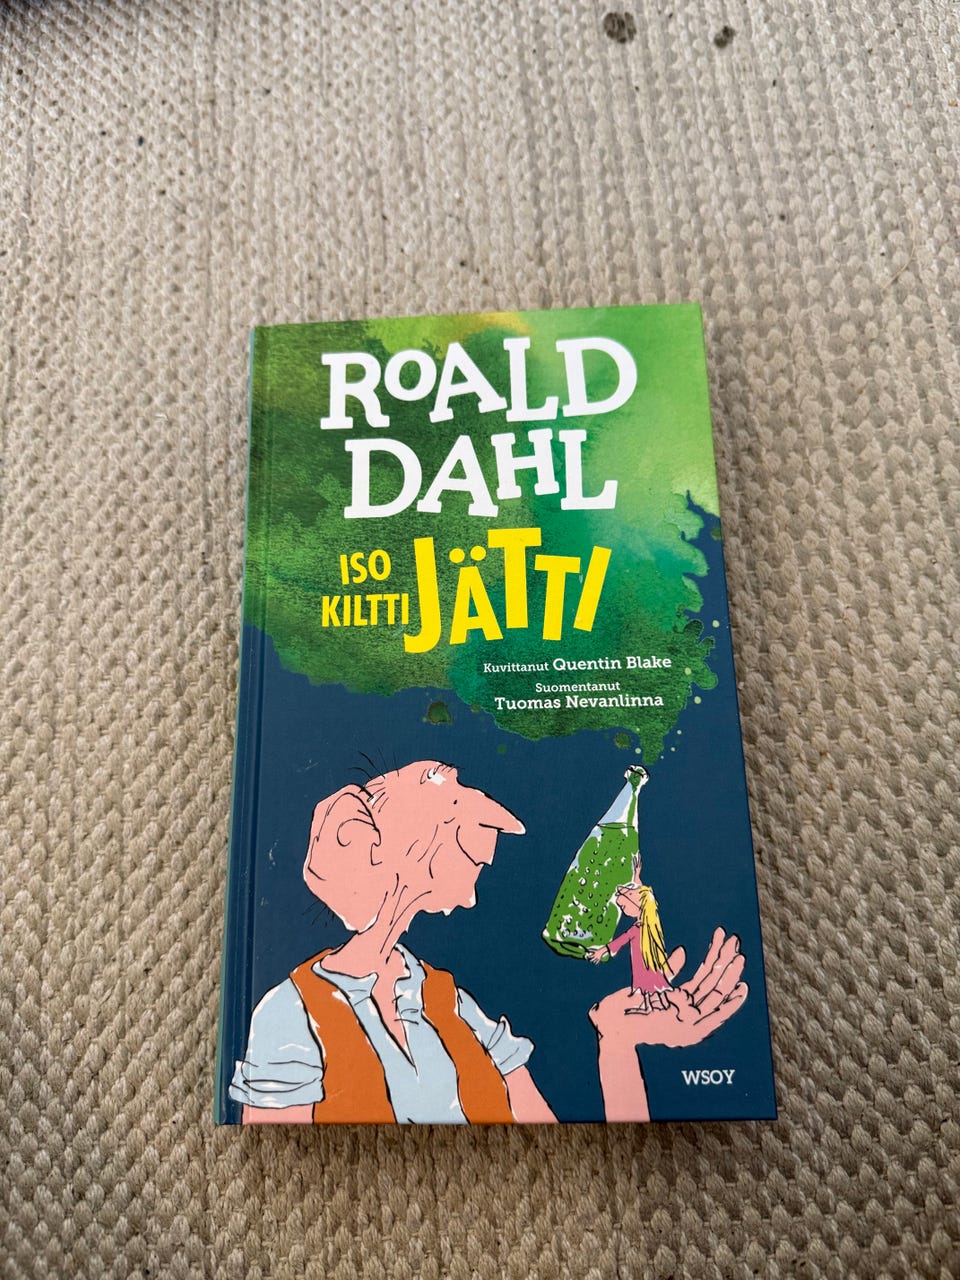 ROALD
DAHL
ISO
KILTTI JÄTTI
Kuvittanut Quentin Blake
Suomentanut
Tuomas Nevanlinna
WSOY